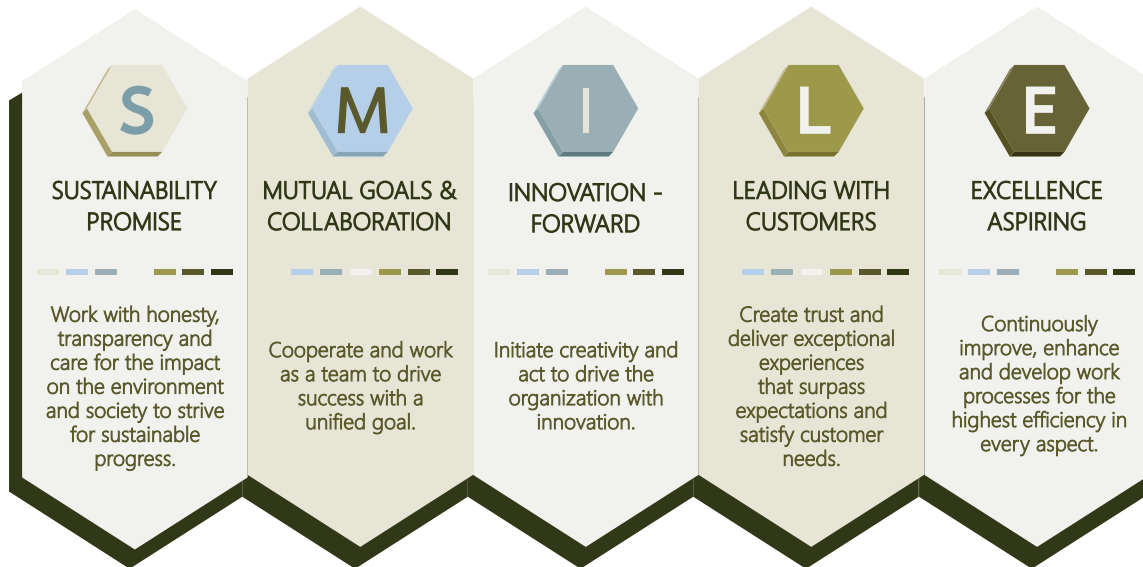 S
SUSTAINABILITY
PROMISE
Work with honesty,
transparency and
care for the impact
on the environment
and society to strive
for sustainable
progress.
M
MUTUAL GOALS &
COLLABORATION
Cooperate and work
as a team to drive
success with a
unified goal.
I
INNOVATION -
FORWARD
Initiate creativity and
act to drive the
organization with
innovation.
L
LEADING WITH
CUSTOMERS
Create trust and
deliver exceptional
experiences
that surpass
expectations and
satisfy customer
needs.
E
EXCELLENCE
ASPIRING
Continuously
improve, enhance
and develop work
processes for the
highest efficiency in
every aspect.